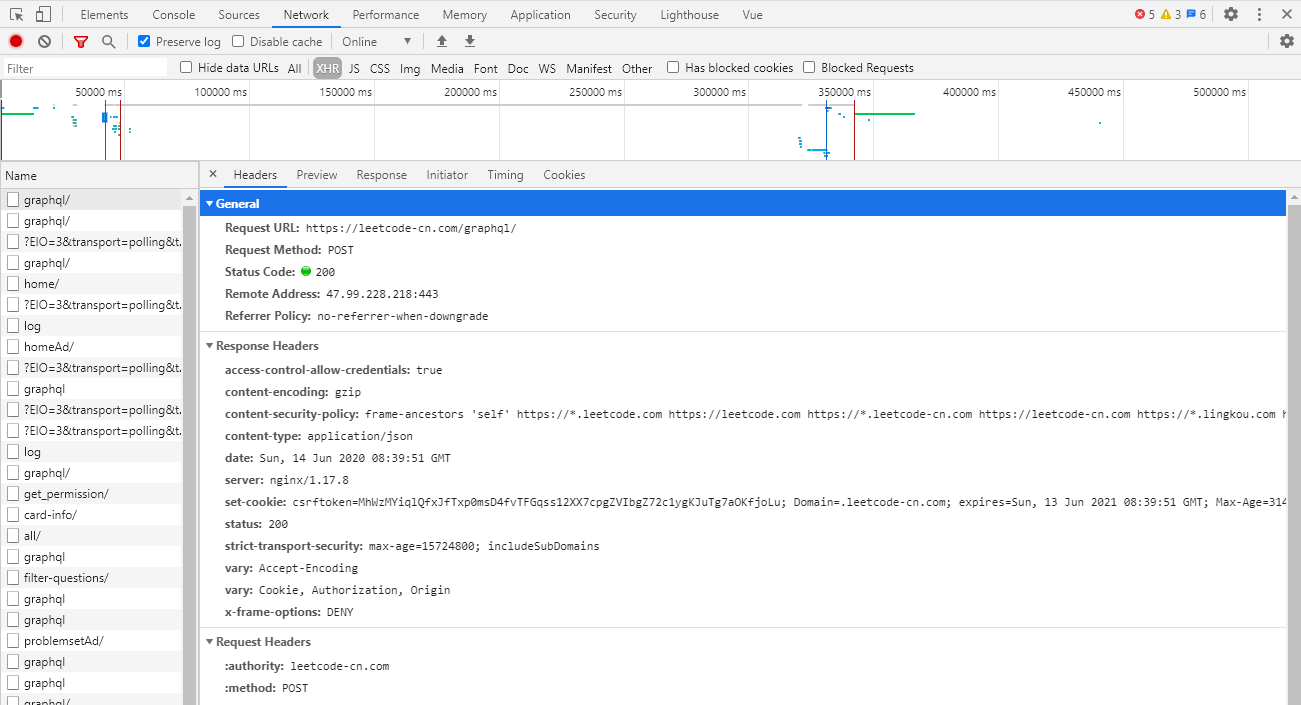 Elements Console Sources Network Performance Memory Application Security Lighthouse Vue 5 3 6
Preserve log Disable cache Online
Filter Hide data URLs All XHR JS CSS Img Media Font Doc WS Manifest Other Has blocked cookies Blocked Requests
50000 ms 100000 ms 150000 ms 200000 ms 250000 ms 300000 ms 350000 ms 400000 ms 450000 ms 500000 ms
Name
graphql/
graphql/
?EIO=3&transport=polling&t.
graphql/
home/
?EIO=3&transport=polling&t.
log
homeAd/
?EIO=3&transport=polling&t.
graphql
?EIO=3&transport=polling&t.
?EIO=3&transport=polling&t.
log
graphql/
get_permission/
card-info/
all/
graphql
filter-questions/
graphql
graphql
problemsetAd/
graphql
graphql
graphql/
Headers Preview Response Initiator Timing Cookies
General
Request URL: https://leetcode-cn.com/graphql/
Request Method: POST
Status Code: 200
Remote Address: 47.99.228.218:443
Referrer Policy: no-referrer-when-downgrade
Response Headers
access-control-allow-credentials: true
content-encoding: gzip
content-security-policy: frame-ancestors 'self' https://*.leetcode.com https://leetcode.com https://*.leetcode-cn.com https://leetcode-cn.com https://*.lingkou.com
content-type: application/json
date: Sun, 14 Jun 2020 08:39:51 GMT
server: nginx/1.17.8
set-cookie: csrftoken=MhWzMYiqlQfxJfTxp0msD4fvTFGqss12XX7cpgZVIbgZ72c1ygKJuTg7aOKfjoLu; Domain=.leetcode-cn.com; expires=Sun, 13 Jun 2021 08:39:51 GMT; Max-Age=314
status: 200
strict-transport-security: max-age=15724800; includeSubDomains
vary: Accept-Encoding
vary: Cookie, Authorization, Origin
x-frame-options: DENY
Request Headers
:authority: leetcode-cn.com
:method: POST